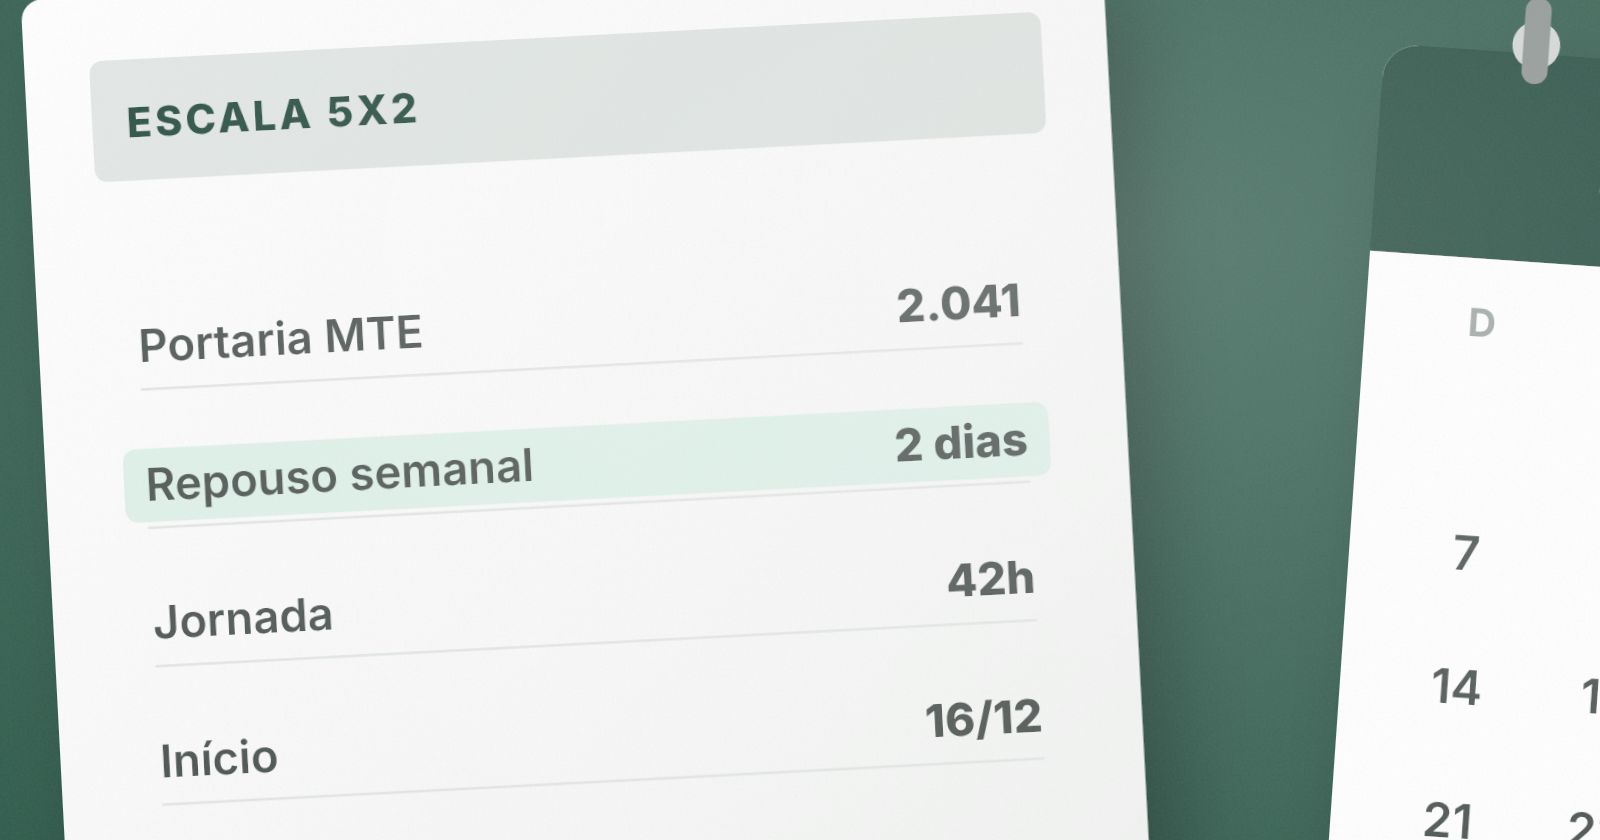 ESCALA 5X2
Portaria MTE 2.041
Repouso semanal 2 dias
Jornada 42h
Início 16/12
D
7
14
21